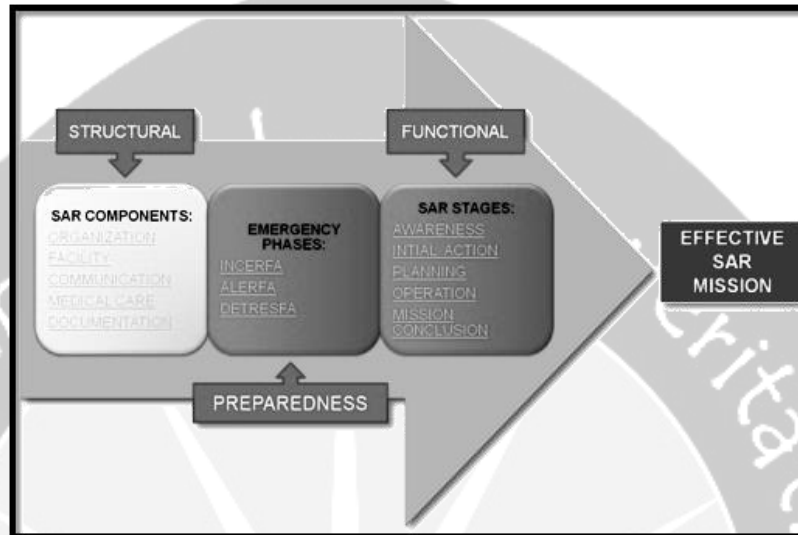 STRUCTURAL
FUNCTIONAL
SAR COMPONENTS:
ORGANIZATION
FACILITY
COMMUNICATION
MEDICAL CARE
DOCUMENTATION
EMERGENCY
PHASES:
INCERFA
ALERFA
DETRESFA
SAR STAGES:
AWARENESS
INTIAL ACTION
PLANNING
OPERATION
MISSION
CONCLUSION
EFFECTIVE
SAR
MISSION
PREPAREDNESS